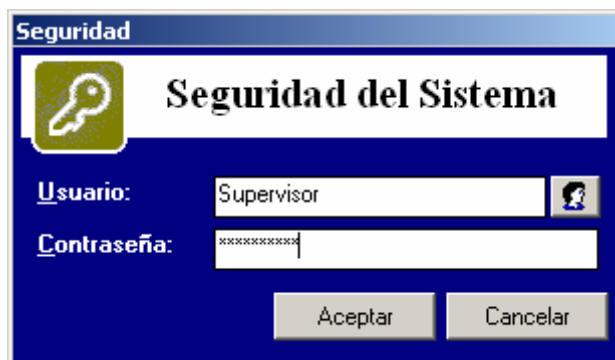 Seguridad
Seguridad del Sistema
Usuario: Supervisor
Contraseña: **********
Aceptar Cancelar